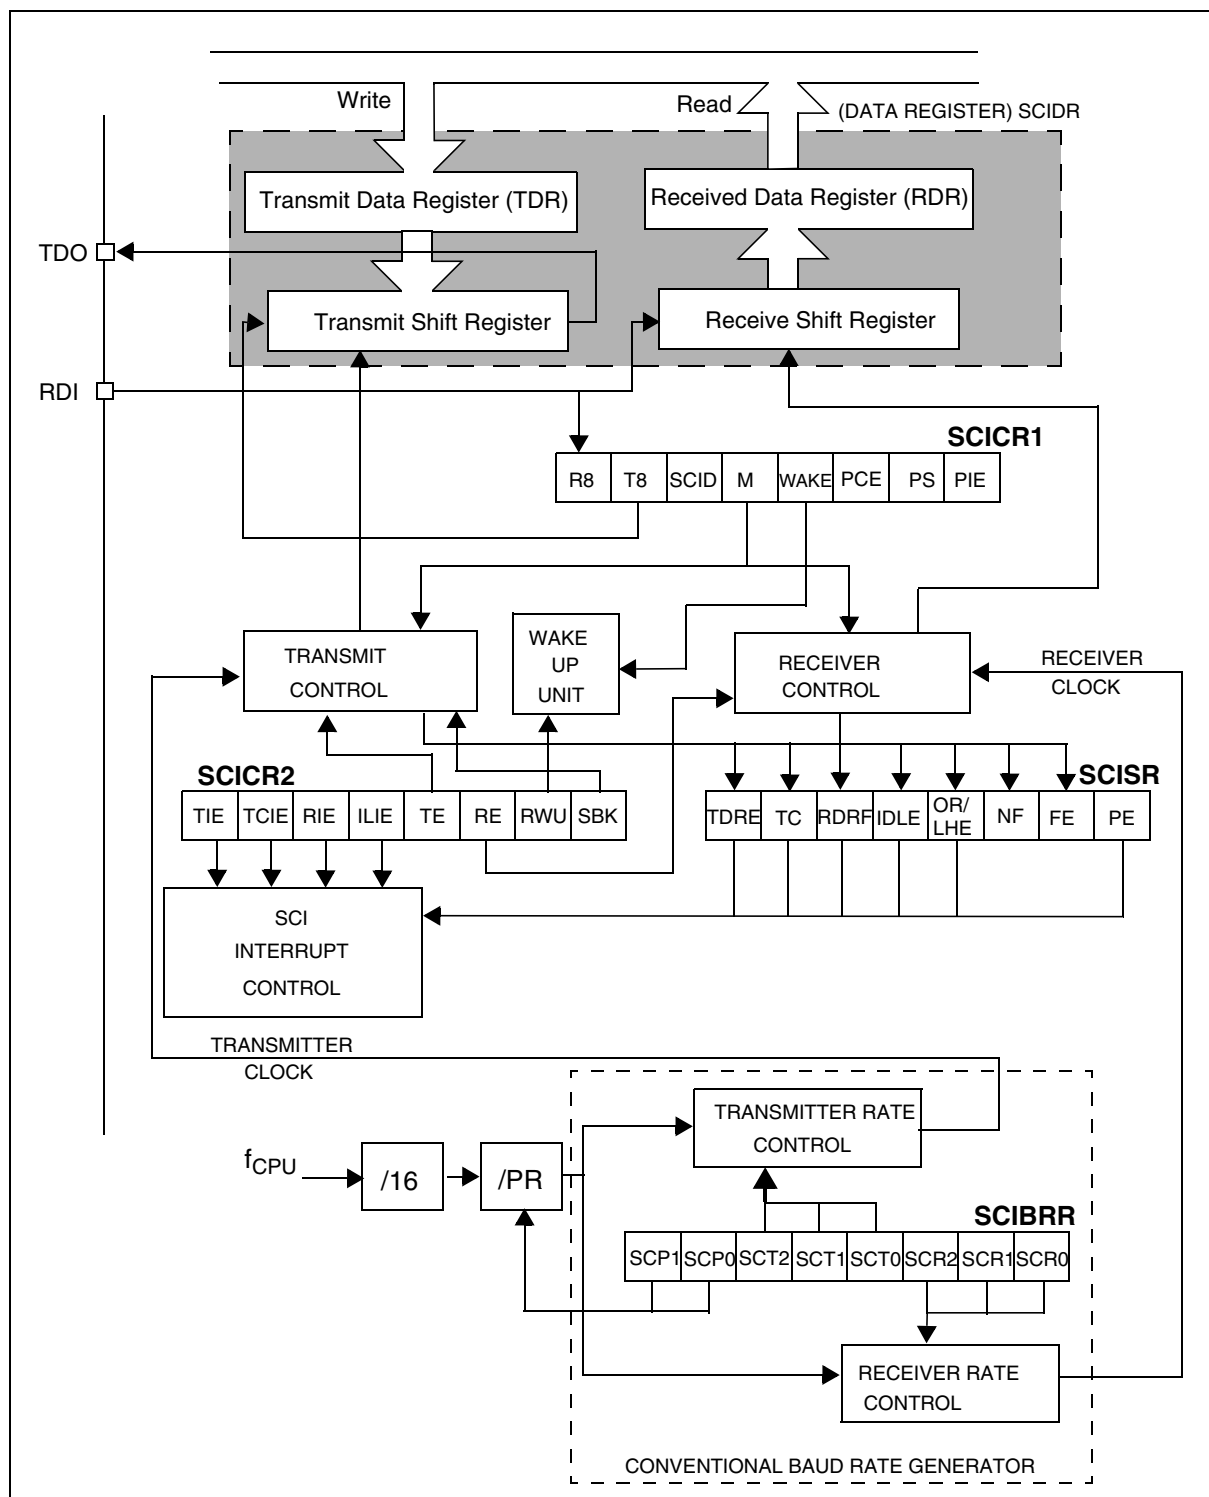 Write
Read
(DATA REGISTER) SCIDR
Transmit Data Register (TDR)
Received Data Register (RDR)
TDO
Transmit Shift Register
Receive Shift Register
RDI
SCICR1
R8 T8 SCID M WAKE PCE PS PIE
TRANSMIT
CONTROL
WAKE
UP
UNIT
RECEIVER
CONTROL
RECEIVER
CLOCK
SCICR2
SCISR
TIE TCIE RIE ILIE TE RE RWU SBK
TDRE TC RDRF IDLE OR/
LHE NF FE PE
SCI
INTERRUPT
CONTROL
TRANSMITTER
CLOCK
TRANSMITTER RATE
CONTROL
fCPU
/16
/PR
SCIBRR
SCP1 SCP0 SCT2 SCT1 SCT0 SCR2 SCR1 SCR0
RECEIVER RATE
CONTROL
CONVENTIONAL BAUD RATE GENERATOR